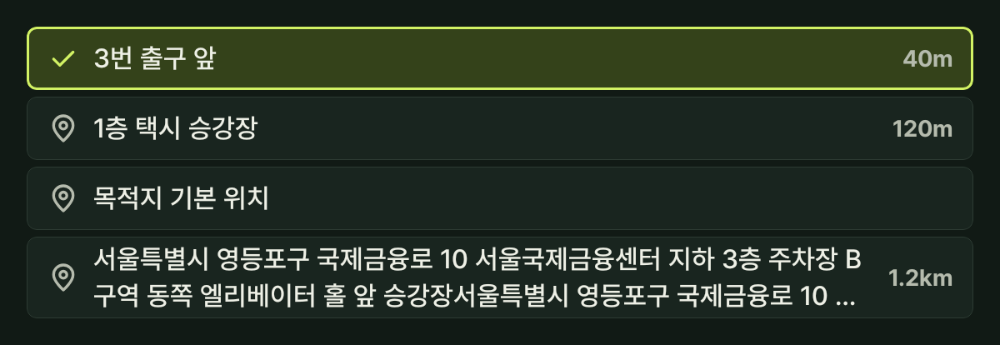 3번 출구 앞 40m
1층 택시 승강장 120m
목적지 기본 위치
서울특별시 영등포구 국제금융로 10 서울국제금융센터 지하 3층 주차장 B
구역 동쪽 엘리베이터 홀 앞 승강장서울특별시 영등포구 국제금융로 10 ...
1.2km